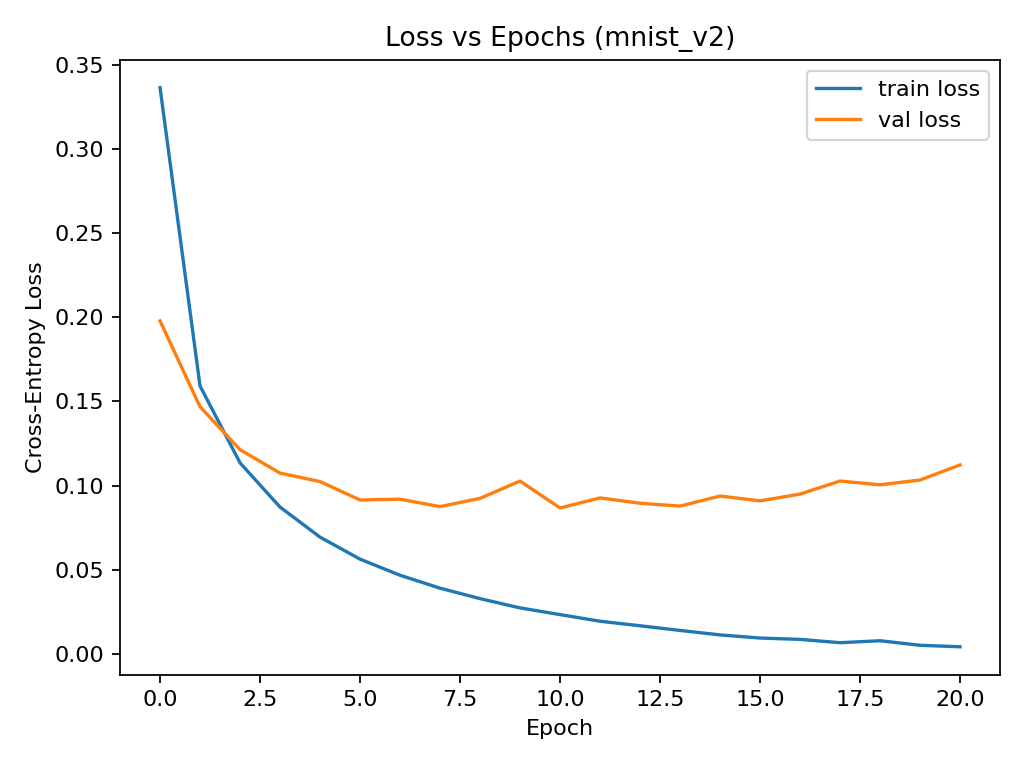 Loss vs Epochs (mnist_v2)
train loss
val loss
Cross-Entropy Loss
0.35
0.30
0.25
0.20
0.15
0.10
0.05
0.00
0.0 2.5 5.0 7.5 10.0 12.5 15.0 17.5 20.0
Epoch